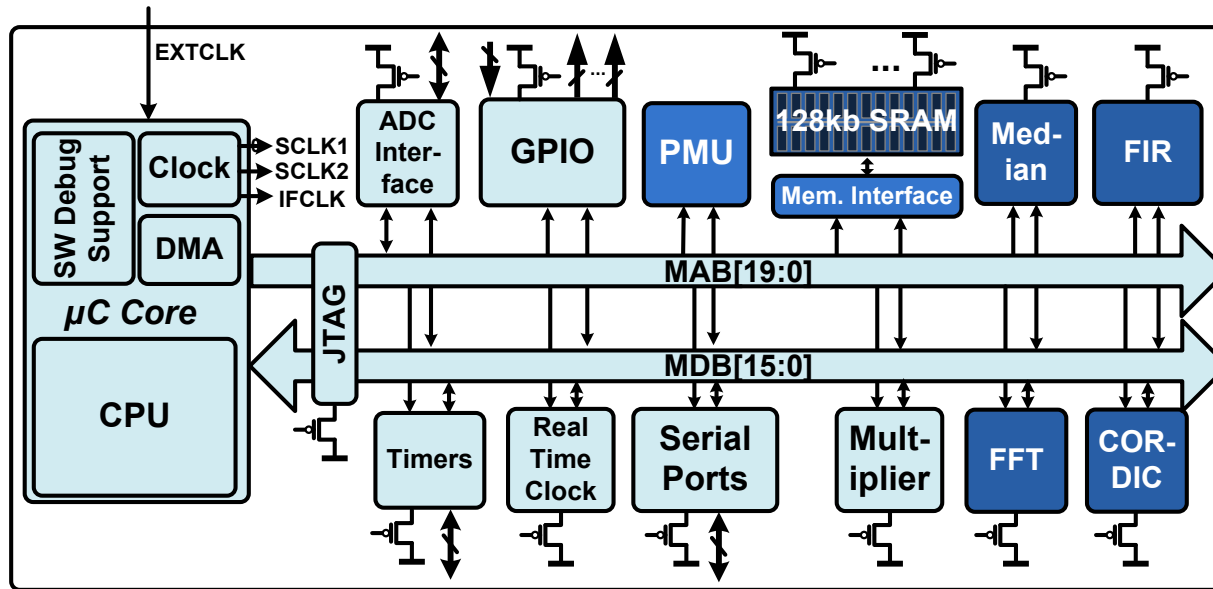 EXTCLK
SW Debug
Support
Clock
SCLK1
SCLK2
IFCLK
DMA
µC Core
CPU
JTAG
ADC
Inter-
face
GPIO
...
PMU
...
128kb SRAM
Mem. Interface
Med-
ian
FIR
MAB[19:0]
MDB[15:0]
Timers
Real
Time
Clock
Serial
Ports
Mult-
iplier
FFT
COR-
DIC